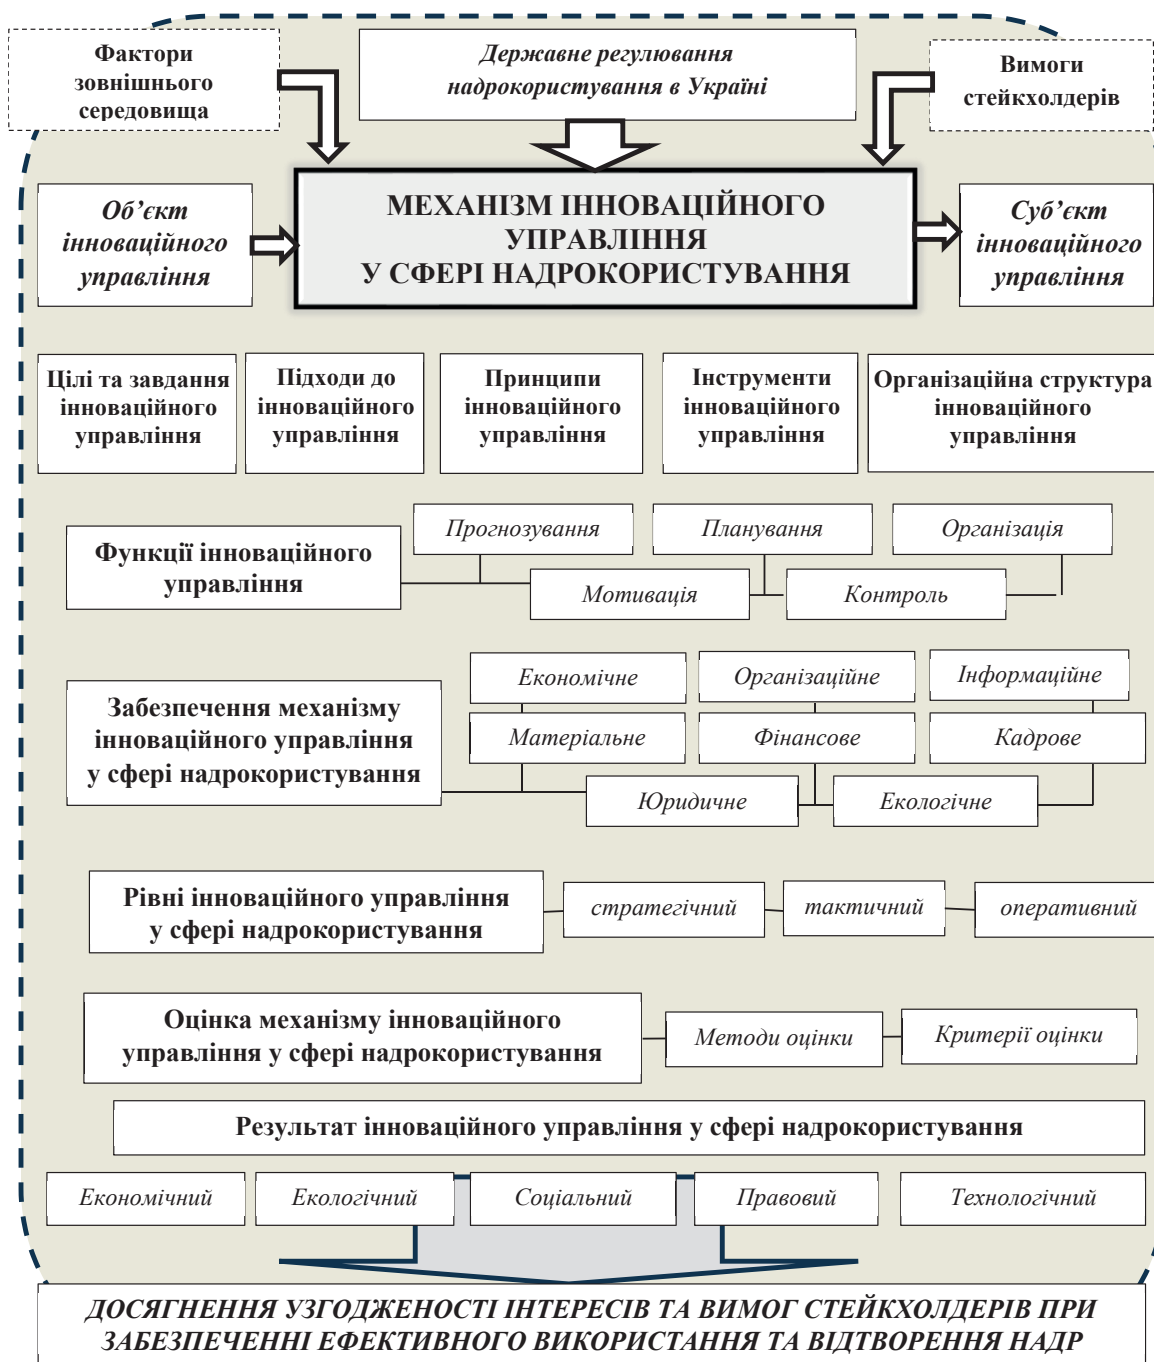 Фактори
зовнішнього
середовища
Державне регулювання
надрокористування в Україні
Вимоги
стейкхолдерів
Об’єкт
інноваційного
управління
МЕХАНІЗМ ІННОВАЦІЙНОГО
УПРАВЛІННЯ
У СФЕРІ НАДРОКОРИСТУВАННЯ
Суб’єкт
інноваційного
управління
Цілі та завдання
інноваційного
управління
Підходи до
інноваційного
управління
Принципи
інноваційного
управління
Інструменти
інноваційного
управління
Організаційна структура
інноваційного
управління
Функції інноваційного
управління
Прогнозування
Планування
Організація
Мотивація
Контроль
Забезпечення механізму
інноваційного управління
у сфері надрокористування
Економічне
Організаційне
Інформаційне
Матеріальне
Фінансове
Кадрове
Юридичне
Екологічне
Рівні інноваційного управління
у сфері надрокористування
стратегічний
тактичний
оперативний
Оцінка механізму інноваційного
управління у сфері надрокористування
Методи оцінки
Критерії оцінки
Результат інноваційного управління у сфері надрокористування
Економічний
Екологічний
Соціальний
Правовий
Технологічний
ДОСЯГНЕННЯ УЗГОДЖЕНОСТІ ІНТЕРЕСІВ ТА ВИМОГ СТЕЙКХОЛДЕРІВ ПРИ
ЗАБЕЗПЕЧЕННІ ЕФЕКТИВНОГО ВИКОРИСТАННЯ ТА ВІДТВОРЕННЯ НАДР